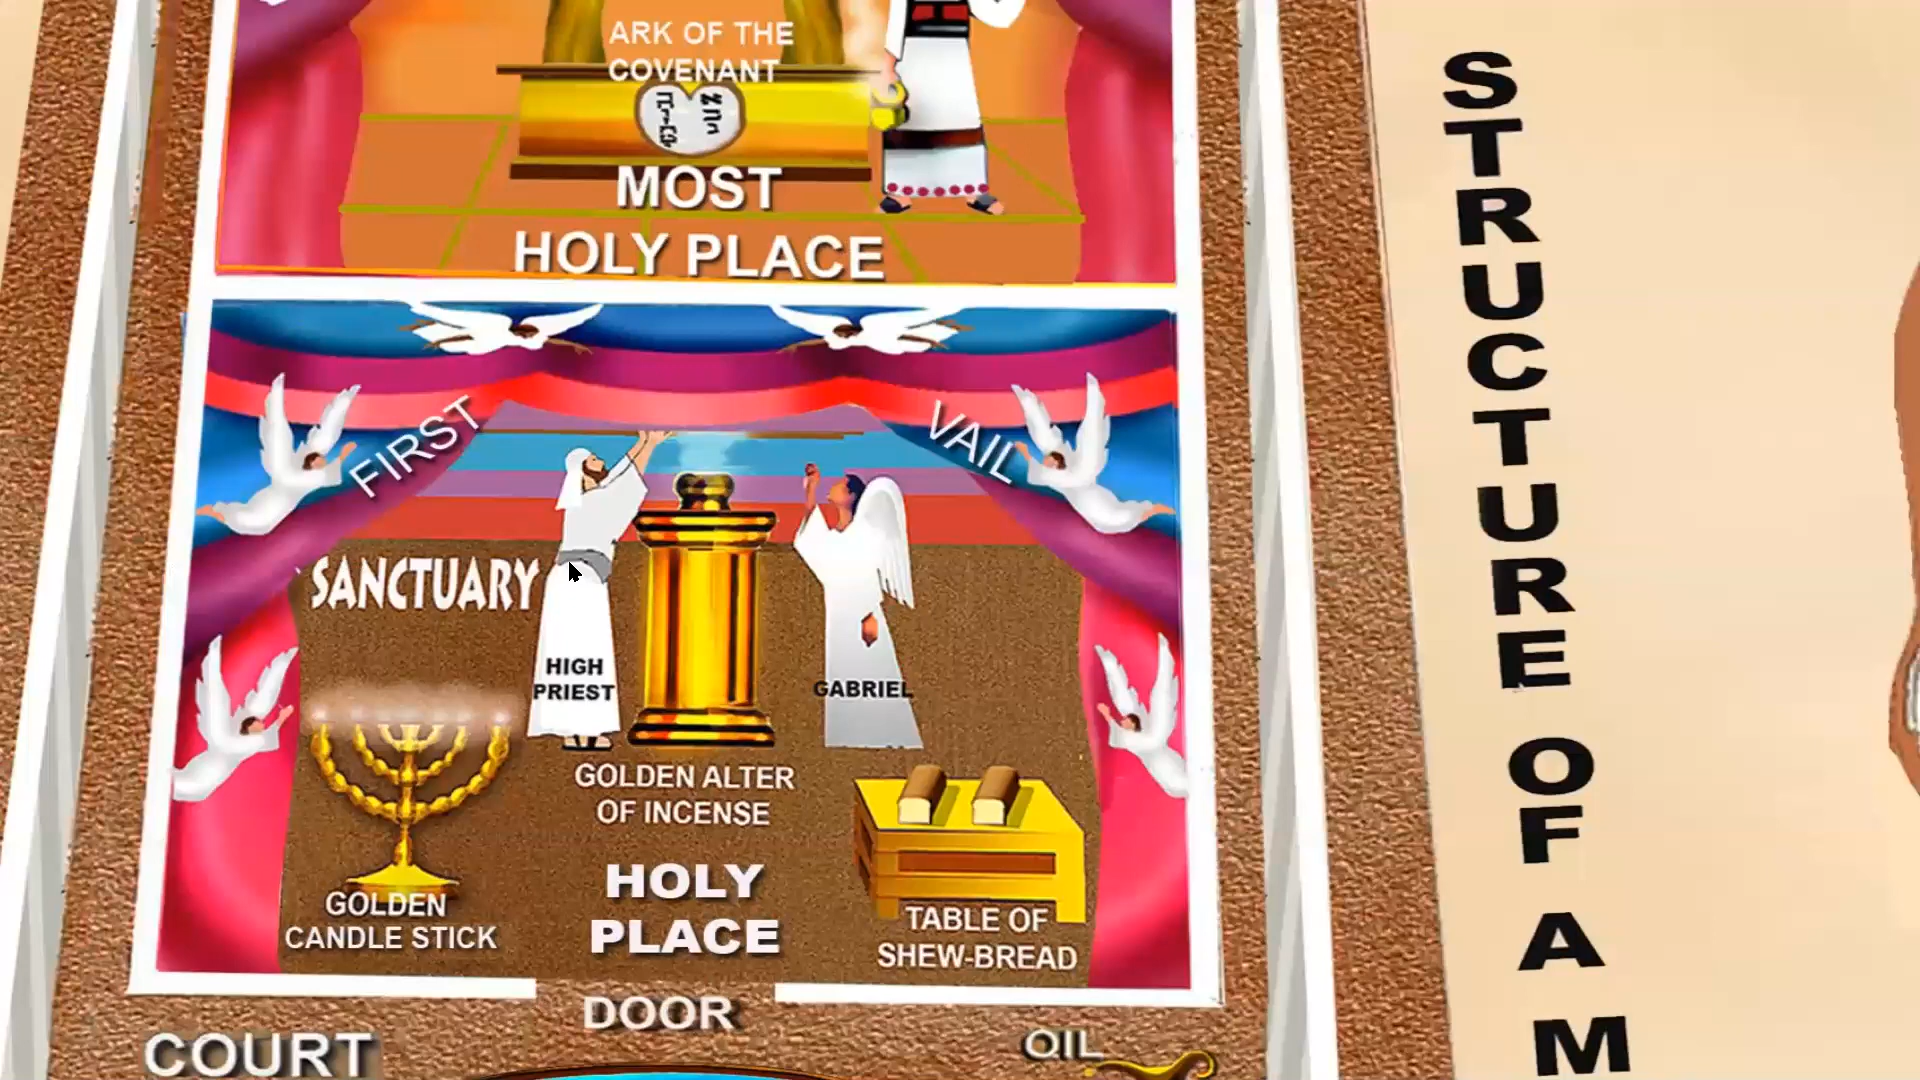 ARK OF THE
COVENANT
MOST
HOLY PLACE
FIRST
VAIL
SANCTUARY
HIGH
PRIEST
GABRIEL
GOLDEN ALTER
OF INCENSE
HOLY
PLACE
GOLDEN
CANDLE STICK
TABLE OF
SHEW-BREAD
DOOR
COURT
OIL
STRUCTURE OF A M